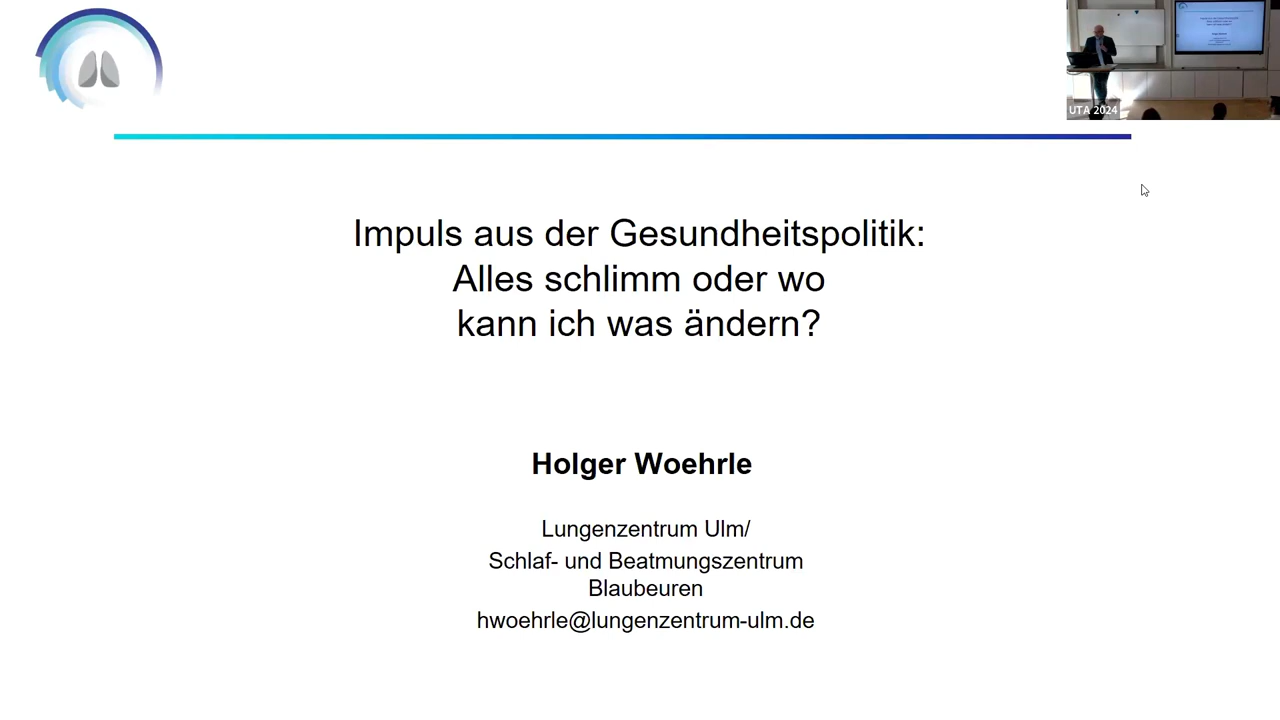 UTA 2024
Impuls aus der Gesundheitspolitik:
Alles schlimm oder wo
kann ich was ändern?
Holger Woehrle
Lungenzentrum Ulm/
Schlaf- und Beatmungszentrum
Blaubeuren
hwoehrle@lungenzentrum-ulm.de